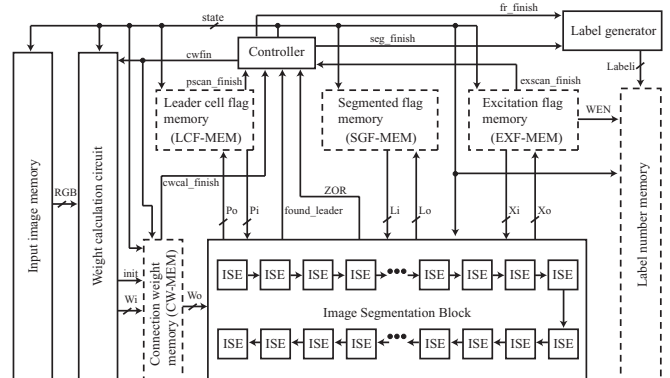 fr_finish
state
Controller
seg_finish
Label generator
cwfin
pscan_finish
exscan_finish
Labeli
Leader cell flag
memory
(LCF-MEM)
Segmented flag
memory
(SGF-MEM)
Excitation flag
memory
(EXF-MEM)
WEN
Input image memory
RGB
Weight calculation circuit
cwcal_finish
ZOR
Po
Pi
found_leader
Li
Lo
Xi
Xo
Label number memory
init
Wi
Connection weight
memory (CW-MEM)
Wo
ISE ISE ISE ISE ••• ISE ISE ISE ISE
Image Segmentation Block
ISE ISE ISE ISE ••• ISE ISE ISE ISE